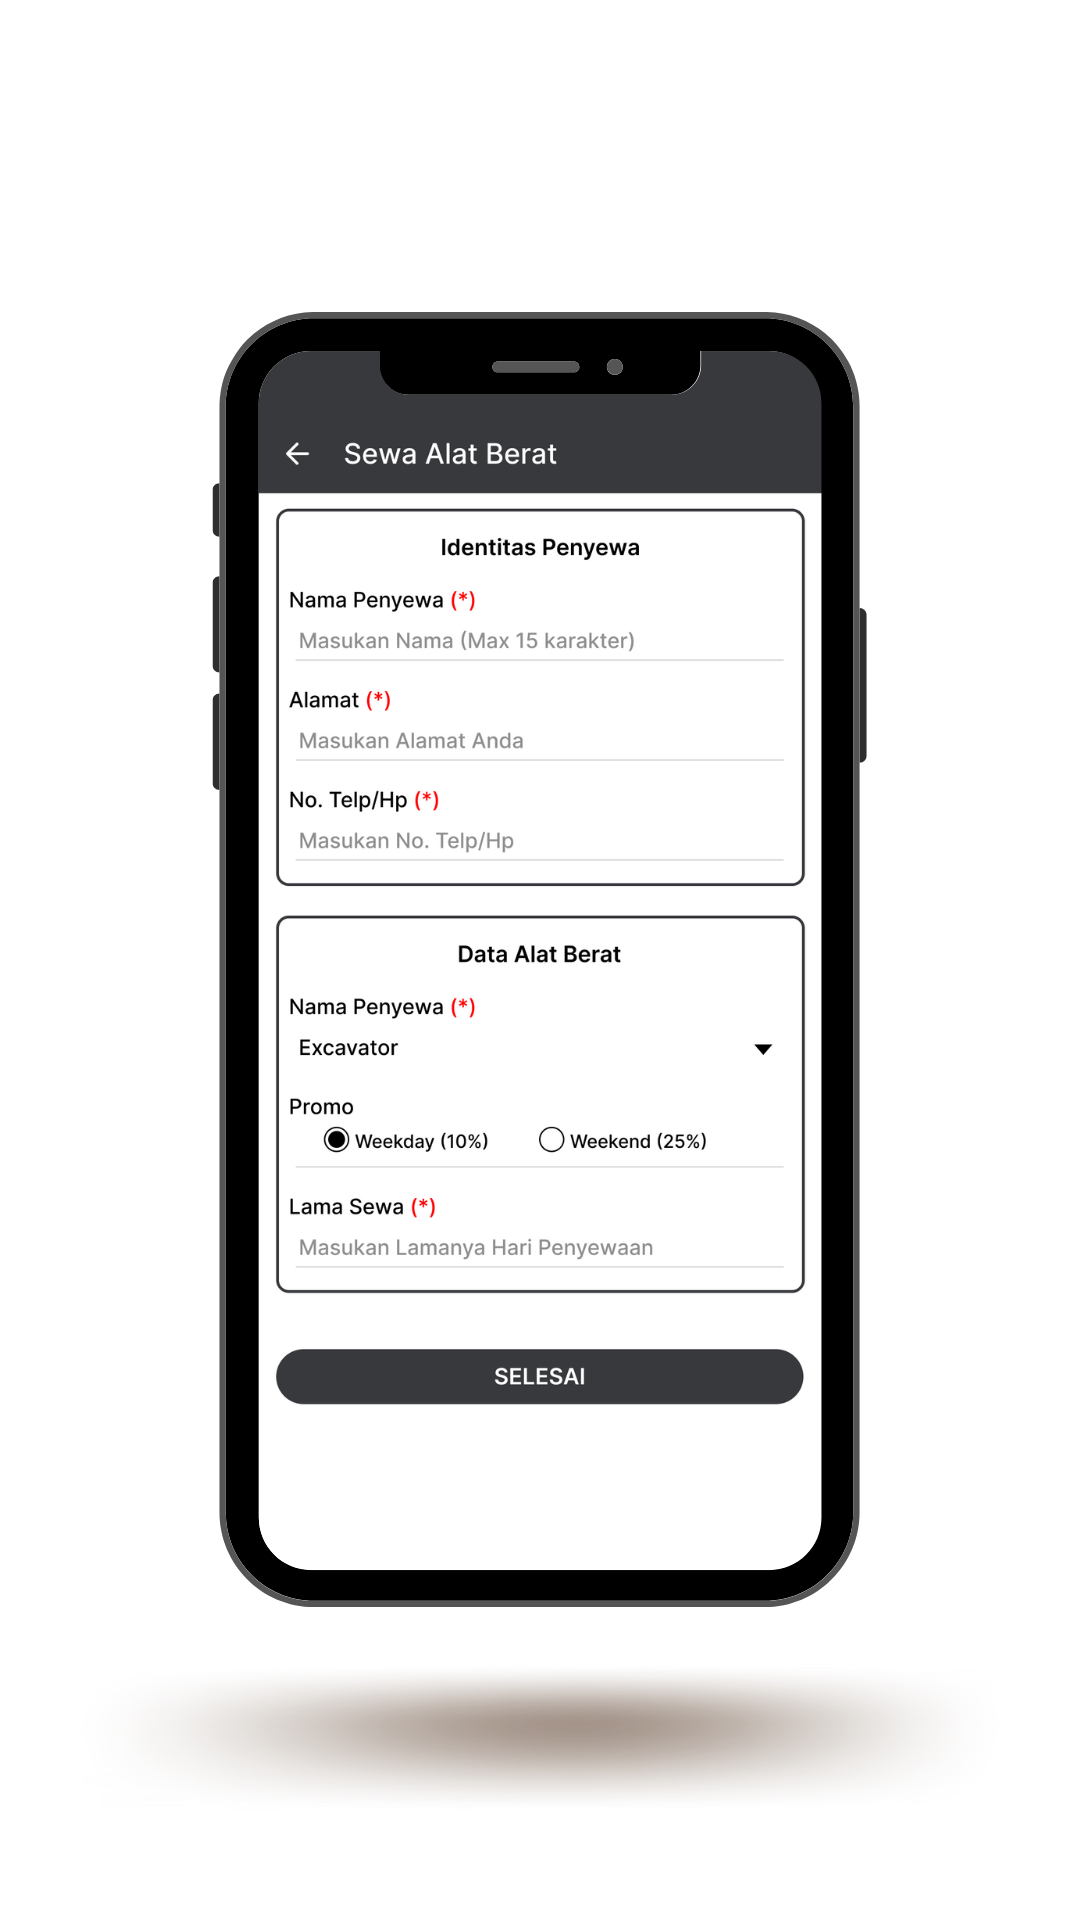 Sewa Alat Berat
Identitas Penyewa
Nama Penyewa (*)
Masukan Nama (Max 15 karakter)
Alamat (*)
Masukan Alamat Anda
No. Telp/Hp (*)
Masukan No. Telp/Hp
Data Alat Berat
Nama Penyewa (*)
Excavator
Promo
Weekday (10%) Weekend (25%)
Lama Sewa (*)
Masukan Lamanya Hari Penyewaan
SELESAI